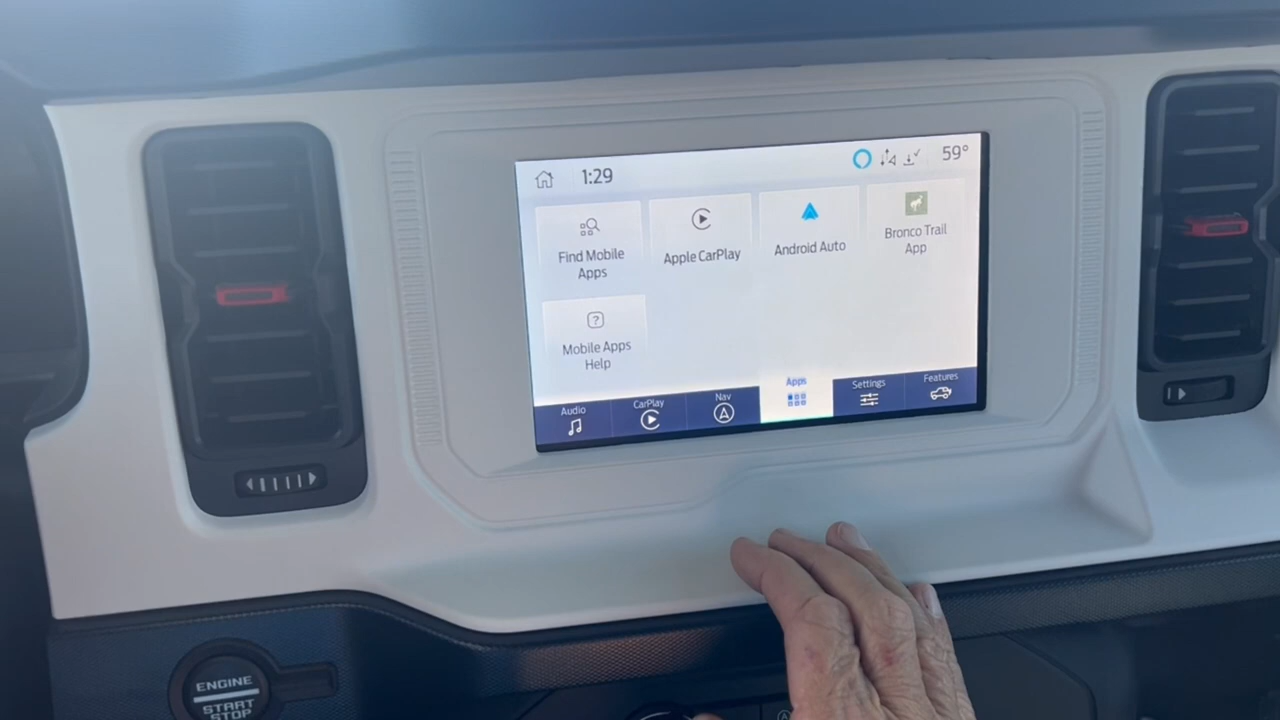 1:29
59°
Find Mobile
Apps
Apple CarPlay
Android Auto
Bronco Trail
App
?
Mobile Apps
Help
Audio
CarPlay
Nav
Apps
Settings
Features
ENGINE
START
STOP